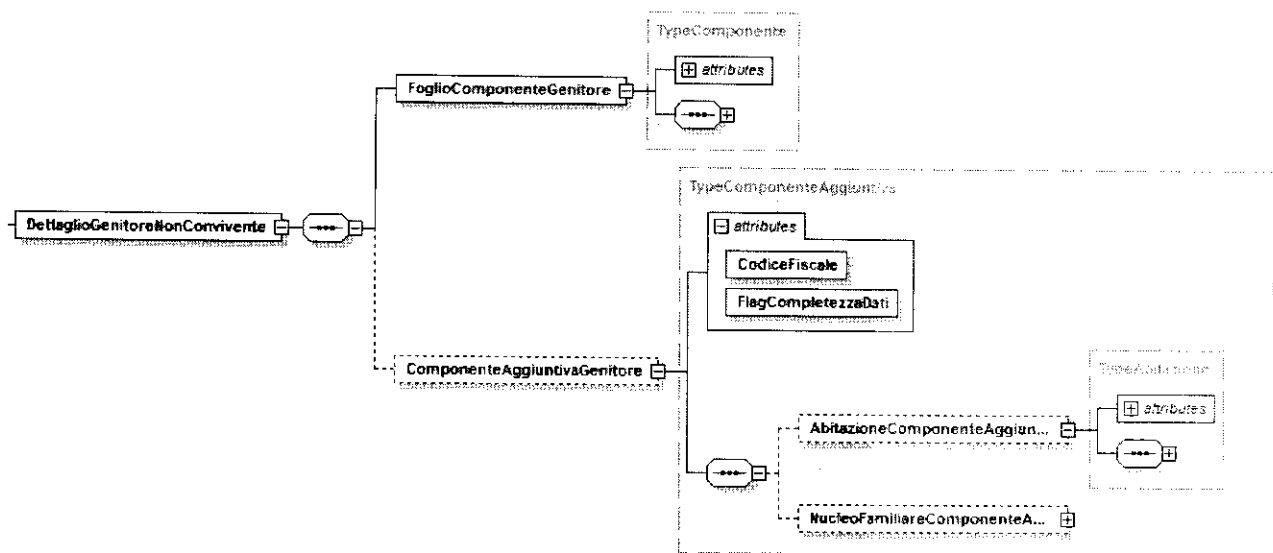 TypeComponente
attributes
FoglioComponenteGenitore
TypeComponenteAggiuntiva
DettaglioGenitoreNonConvivente
attributes
CodiceFiscale
FlagCompletezzaDati
ComponenteAggiuntivaGenitore
TypeAbitazione
attributes
AbitazioneComponenteAggiun...
NucleoFamiliareComponenteA...